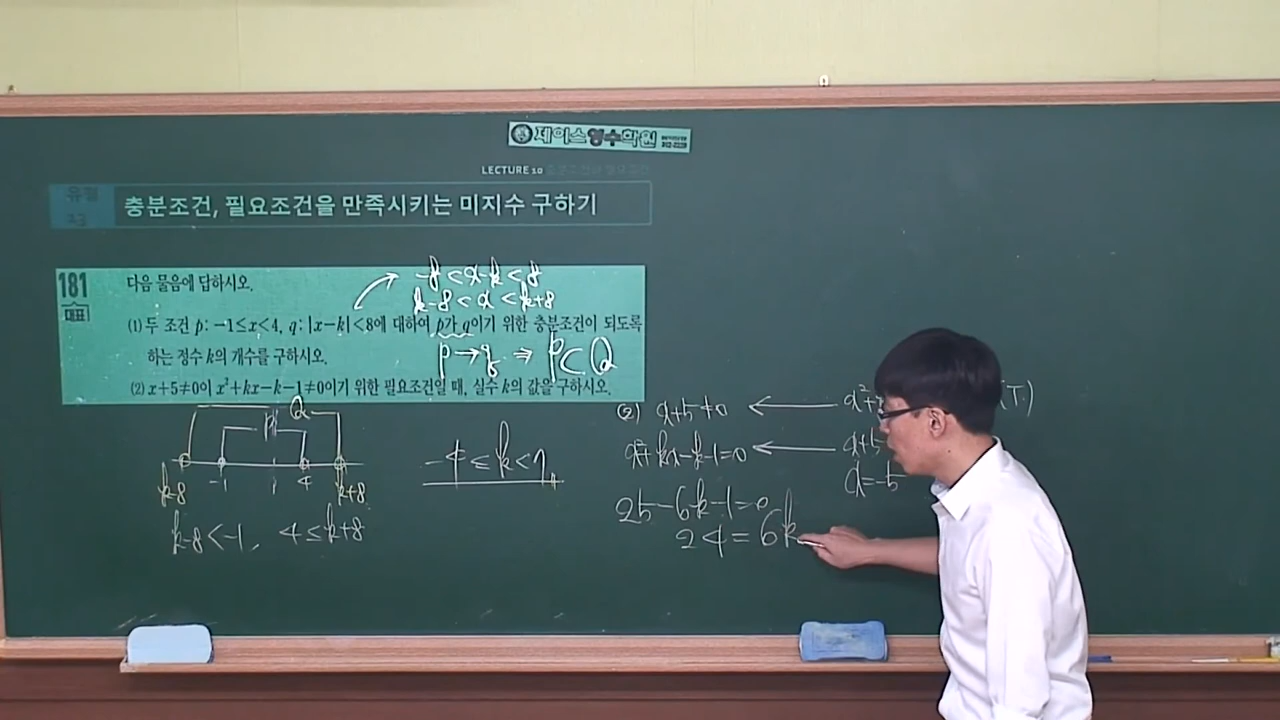 제이스영수학원
LECTURE 10
유형
충분조건, 필요조건을 만족시키는 미지수 구하기
181
대표
다음 물음에 답하시오.
-8<x-k<8
k-8<x<k+8
(1) 두 조건 p: -1≤x<4, q: |x-k|<8에 대하여 p가 q이기 위한 충분조건이 되도록
하는 정수 k의 개수를 구하시오.
p→q ⇒ P⊂Q
(2) x+5≠0이 x²+kx-k-1≠0이기 위한 필요조건일 때, 실수 k의 값을 구하시오.
Q
P
k-8 -1 4 k+8
k-8<-1, 4≤k+8
-4≤k<7
(2) x+5≠0 ← x²+ (T)
x²+kx-k-1=0 ← x+5
x=-5
25-6k-1=0
24=6k